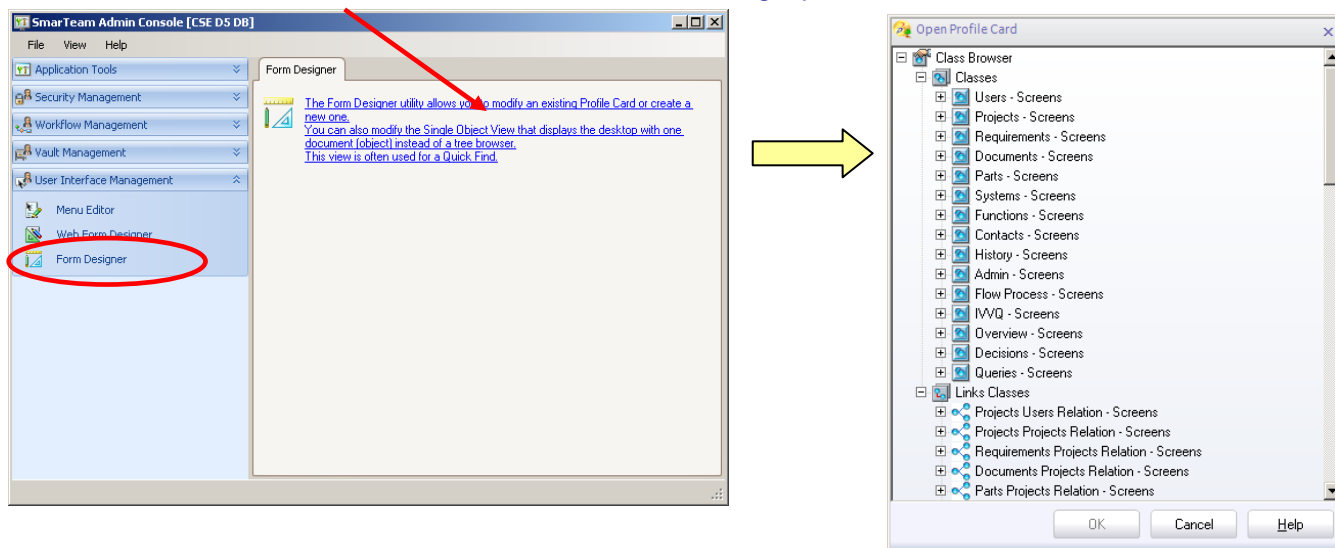 SmarTeam Admin Console [CSE D5 DB]
File View Help
Application Tools
Security Management
Workflow Management
Vault Management
User Interface Management
Menu Editor
Web Form Designer
Form Designer
Form Designer
The Form Designer utility allows you to modify an existing Profile Card or create a
new one.
You can also modify the Single Object View that displays the desktop with one
document (object) instead of a tree browser.
This view is often used for a Quick Find.
Open Profile Card
Class Browser
Classes
Users - Screens
Projects - Screens
Requirements - Screens
Documents - Screens
Parts - Screens
Systems - Screens
Functions - Screens
Contacts - Screens
History - Screens
Admin - Screens
Flow Process - Screens
IVVQ - Screens
Overview - Screens
Decisions - Screens
Queries - Screens
Links Classes
Projects Users Relation - Screens
Projects Projects Relation - Screens
Requirements Projects Relation - Screens
Documents Projects Relation - Screens
Parts Projects Relation - Screens
OK Cancel Help